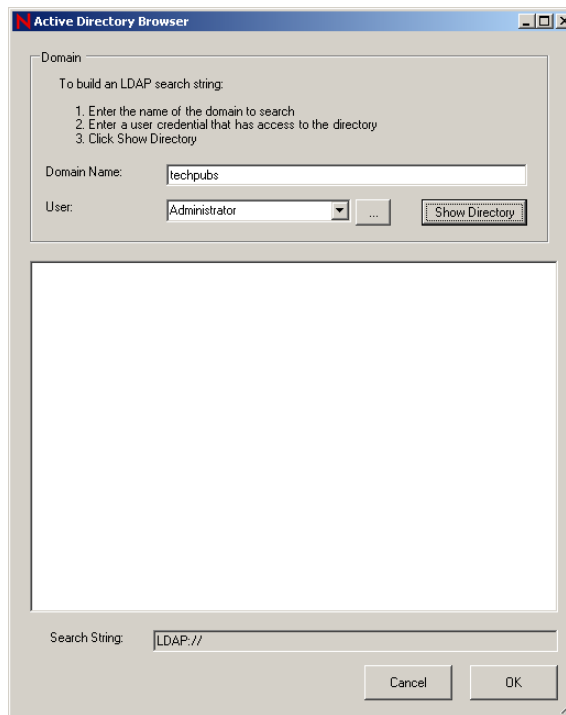 Active Directory Browser
Domain
To build an LDAP search string:
1. Enter the name of the domain to search
2. Enter a user credential that has access to the directory
3. Click Show Directory
Domain Name: techpubs
User: Administrator ... Show Directory
Search String: LDAP://
Cancel OK